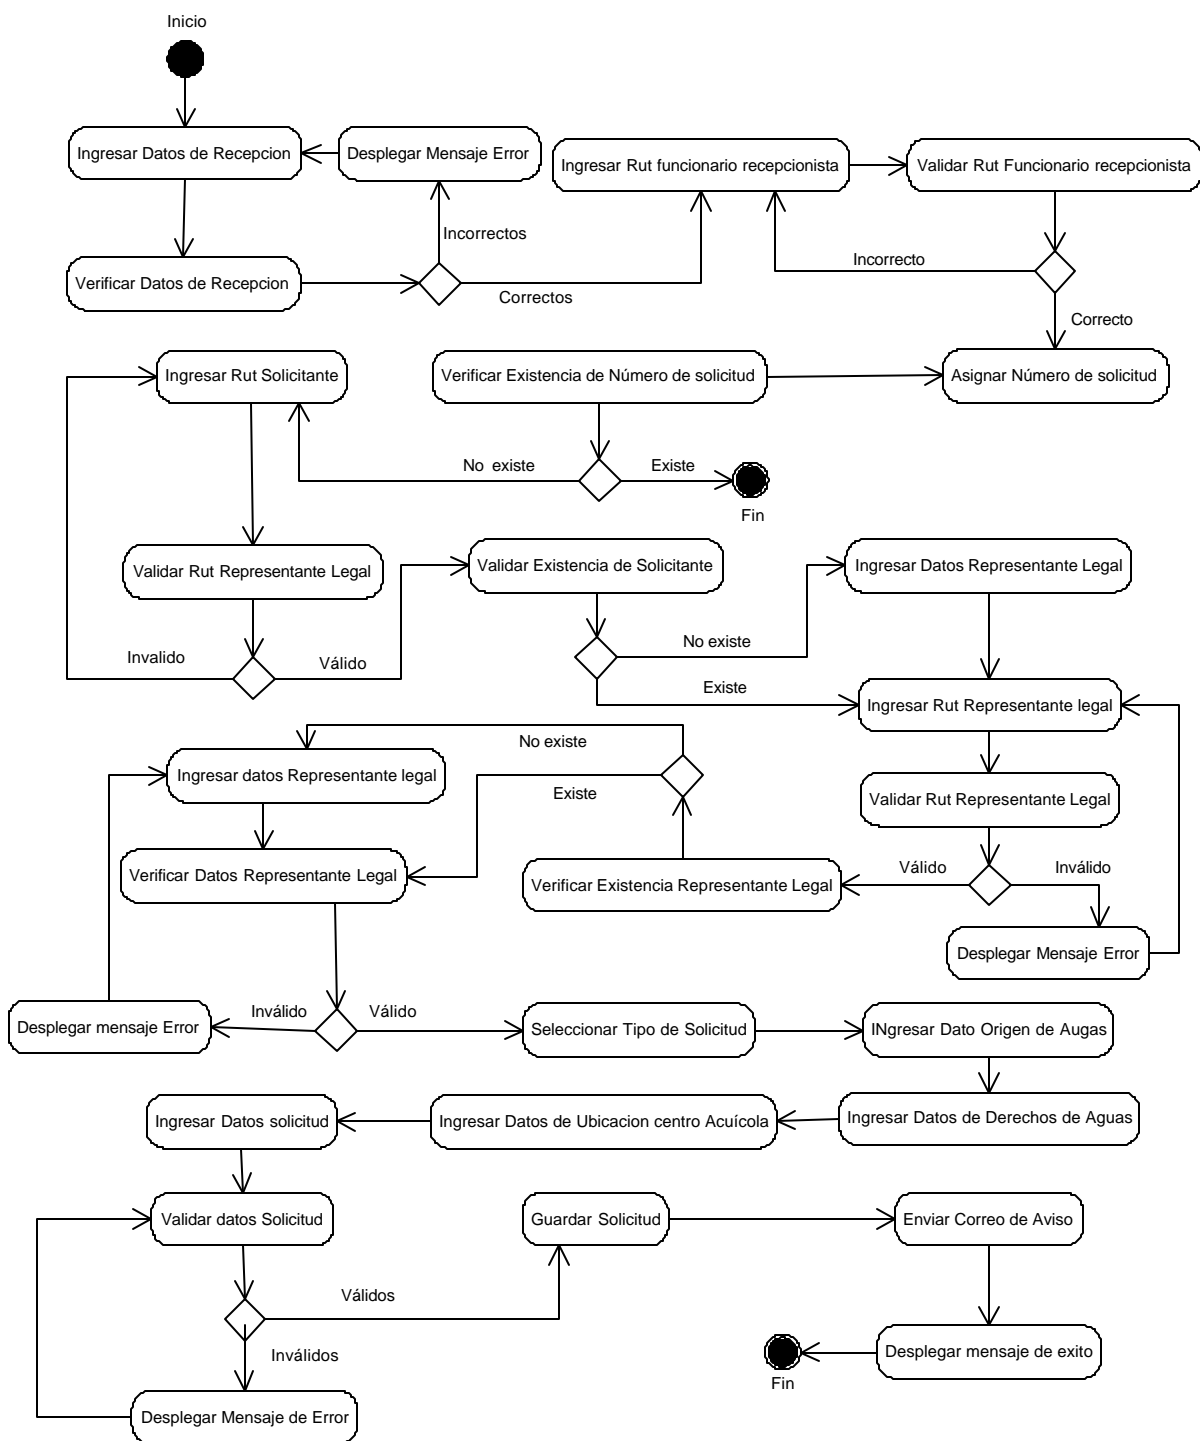 Inicio
Ingresar Datos de Recepcion
Desplegar Mensaje Error
Ingresar Rut funcionario recepcionista
Validar Rut Funcionario recepcionista
Incorrectos
Incorrecto
Verificar Datos de Recepcion
Correctos
Correcto
Ingresar Rut Solicitante
Verificar Existencia de Número de solicitud
Asignar Número de solicitud
No existe
Existe
Fin
Validar Rut Representante Legal
Validar Existencia de Solicitante
Ingresar Datos Representante Legal
Invalido
Válido
No existe
Existe
Ingresar Rut Representante legal
No existe
Ingresar datos Representante legal
Existe
Validar Rut Representante Legal
Verificar Datos Representante Legal
Verificar Existencia Representante Legal
Válido
Inválido
Desplegar Mensaje Error
Desplegar mensaje Error
Inválido
Válido
Seleccionar Tipo de Solicitud
INgresar Dato Origen de Augas
Ingresar Datos solicitud
Ingresar Datos de Ubicacion centro Acuícola
Ingresar Datos de Derechos de Aguas
Validar datos Solicitud
Guardar Solicitud
Enviar Correo de Aviso
Válidos
Inválidos
Desplegar mensaje de exito
Fin
Desplegar Mensaje de Error